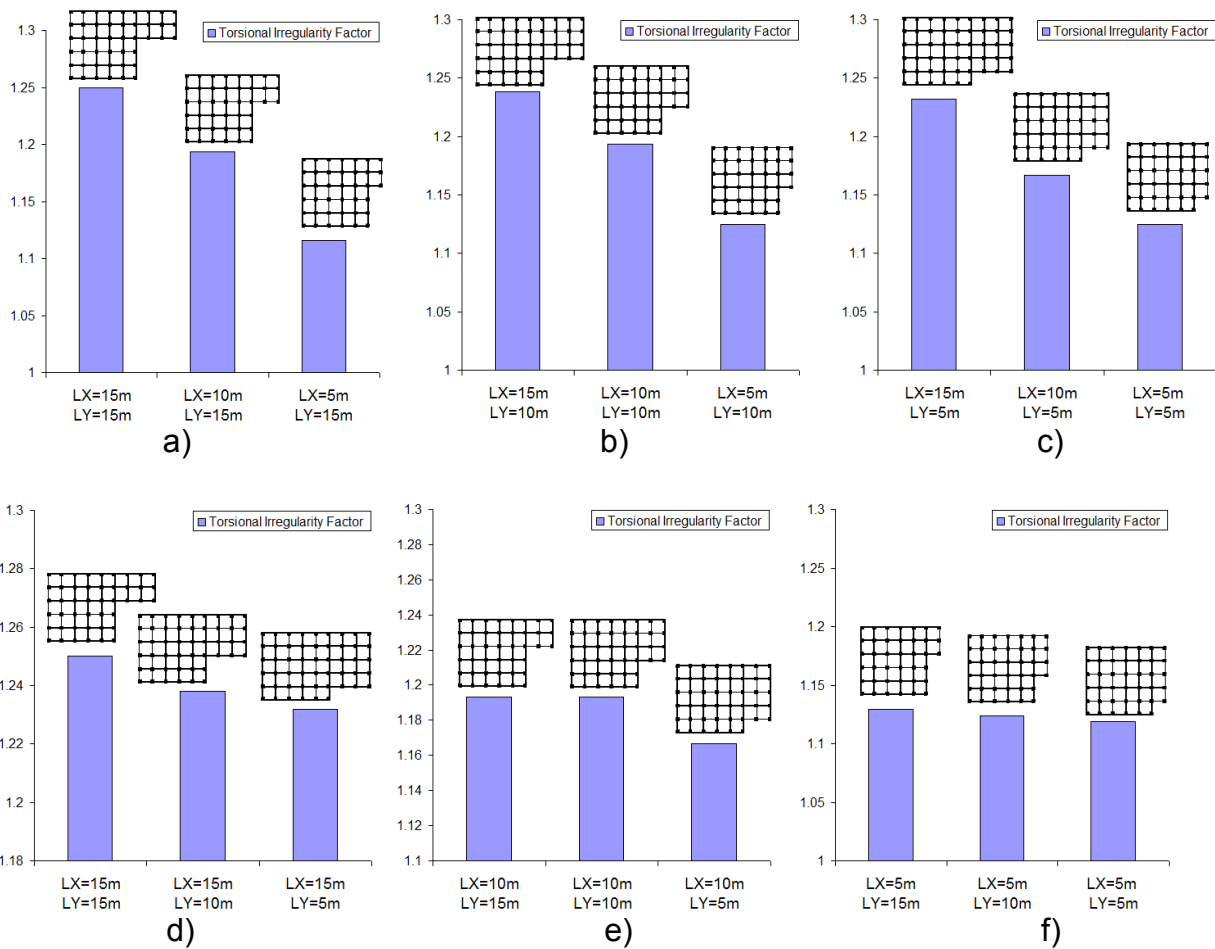 1.3
1.25
1.2
1.15
1.1
1.05
1
Torsional Irregularity Factor
LX=15m LX=10m LX=5m
LY=15m LY=15m LY=15m
a)
1.3
1.25
1.2
1.15
1.1
1.05
1
Torsional Irregularity Factor
LX=15m LX=10m LX=5m
LY=10m LY=10m LY=10m
b)
1.3
1.25
1.2
1.15
1.1
1.05
1
Torsional Irregularity Factor
LX=15m LX=10m LX=5m
LY=5m LY=5m LY=5m
c)
1.3
1.28
1.26
1.24
1.22
1.2
1.18
Torsional Irregularity Factor
LX=15m LX=15m LX=15m
LY=15m LY=10m LY=5m
d)
1.3
1.28
1.26
1.24
1.22
1.2
1.18
1.16
1.14
1.12
1.1
Torsional Irregularity Factor
LX=10m LX=10m LX=10m
LY=15m LY=10m LY=5m
e)
1.3
1.25
1.2
1.15
1.1
1.05
1
Torsional Irregularity Factor
LX=5m LX=5m LX=5m
LY=15m LY=10m LY=5m
f)